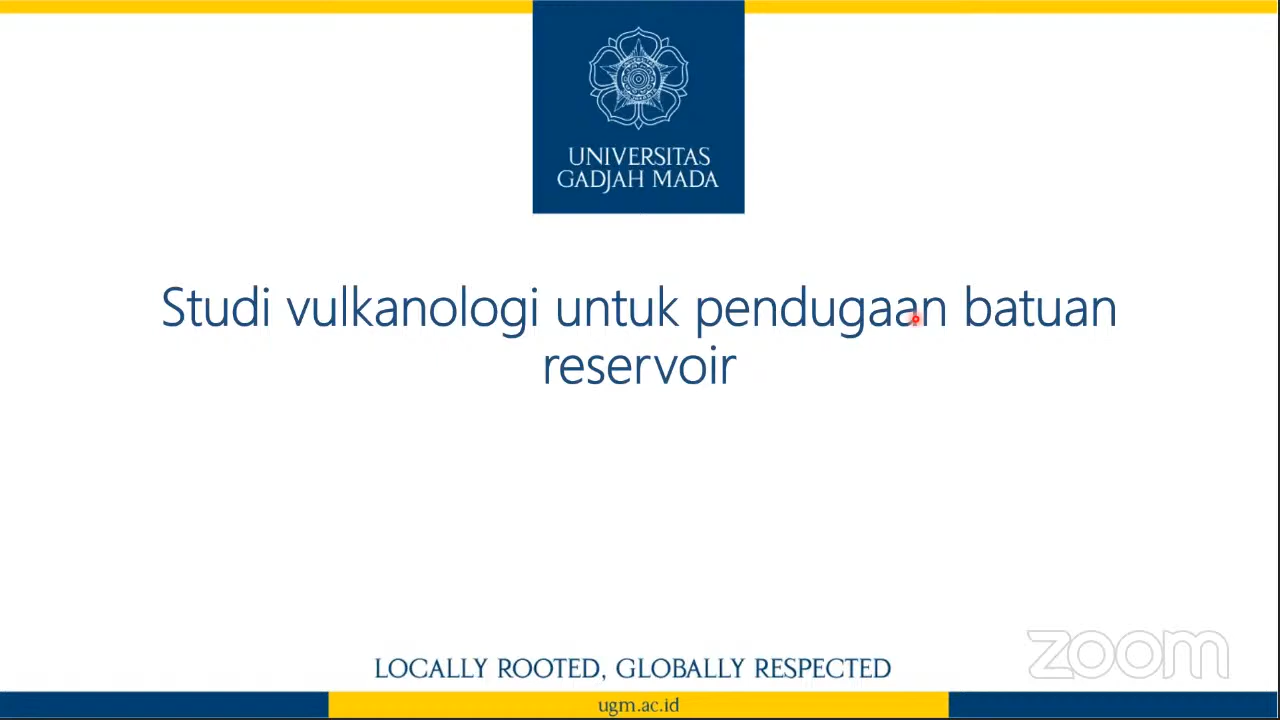 UNIVERSITAS
GADJAH MADA
Studi vulkanologi untuk pendugaan batuan
reservoir
LOCALLY ROOTED, GLOBALLY RESPECTED
zoom
ugm.ac.id